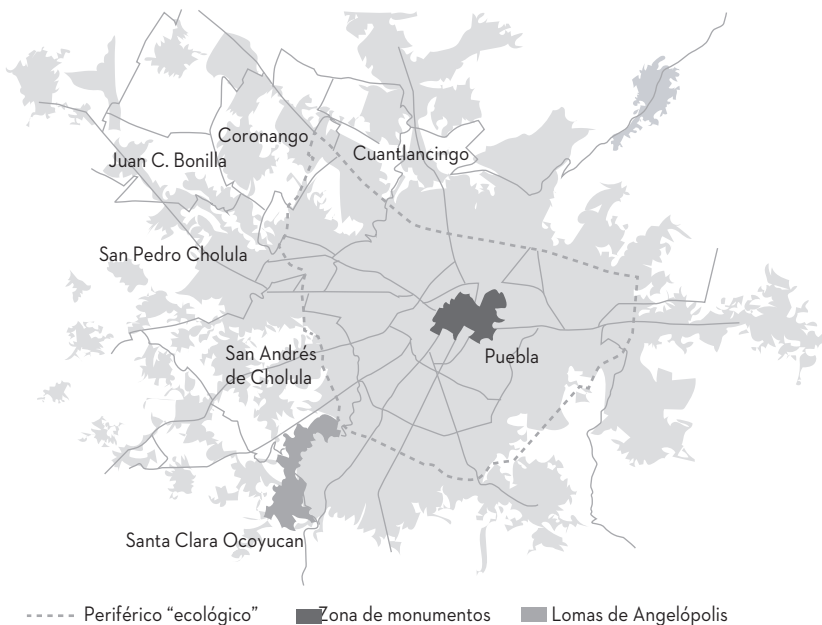 Coronango
Juan C. Bonilla
Cuantlancingo
San Pedro Cholula
San Andrés
de Cholula
Puebla
Santa Clara Ocoyucan
Periférico “ecológico”
Zona de monumentos
Lomas de Angelópolis